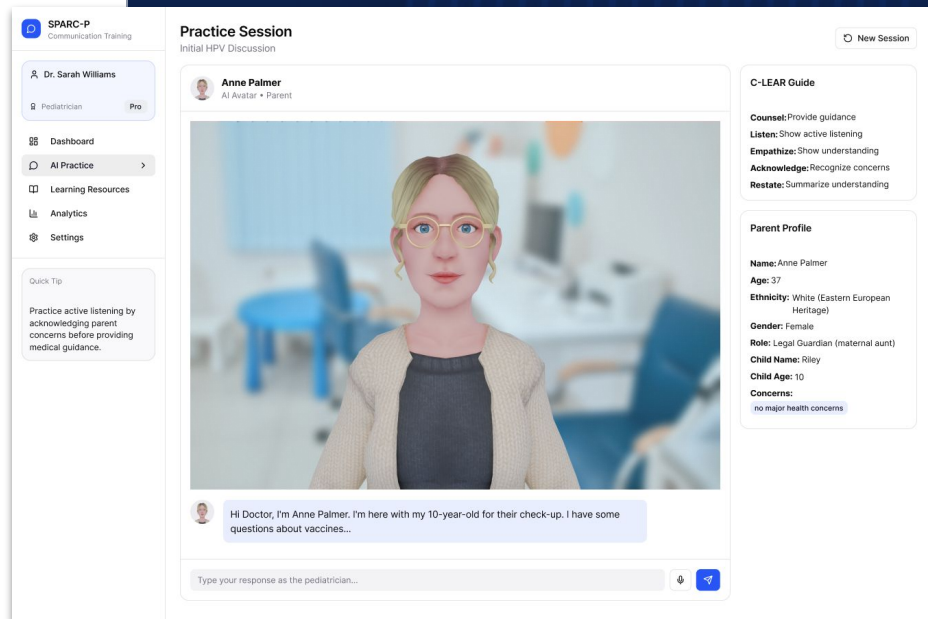 SPARC-P
Communication Training
Dr. Sarah Williams
Pediatrician
Pro
Dashboard
AI Practice
Learning Resources
Analytics
Settings
Quick Tip
Practice active listening by
acknowledging parent
concerns before providing
medical guidance.
Practice Session
Initial HPV Discussion
New Session
Anne Palmer
AI Avatar • Parent
Hi Doctor, I'm Anne Palmer. I'm here with my 10-year-old for their check-up. I have some
questions about vaccines...
Type your response as the pediatrician...
C-LEAR Guide
Counsel:Provide guidance
Listen:Show active listening
Empathize:Show understanding
Acknowledge:Recognize concerns
Restate:Summarize understanding
Parent Profile
Name:Anne Palmer
Age: 37
Ethnicity: White (Eastern European
Heritage)
Gender: Female
Role: Legal Guardian (maternal aunt)
Child Name: Riley
Child Age: 10
Concerns:
no major health concerns